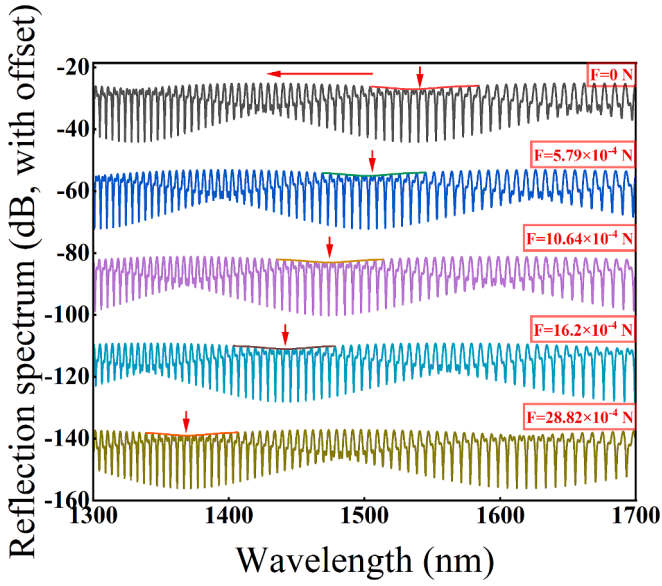 Reflection spectrum (dB, with offset)
-20
-40
-60
-80
-100
-120
-140
-160
F=0 N
F=5.79×10⁻⁴ N
F=10.64×10⁻⁴ N
F=16.2×10⁻⁴ N
F=28.82×10⁻⁴ N
1300 1400 1500 1600 1700
Wavelength (nm)